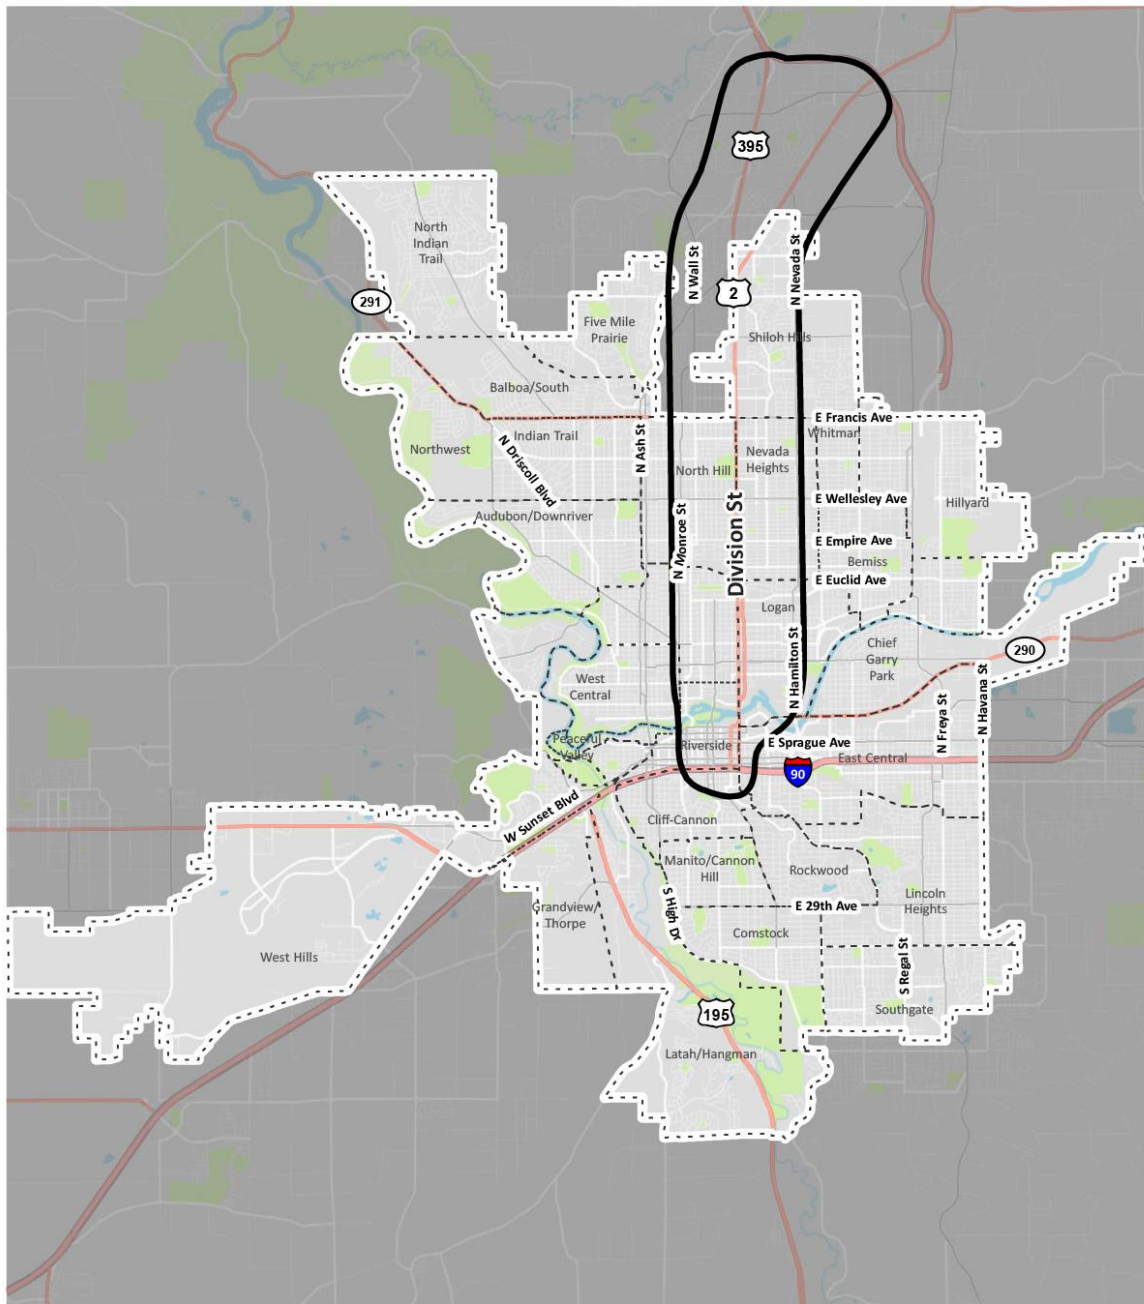 395
North
Indian
Trail
N Wall St
N Nevada St
291
2
Five Mile
Prairie
Shiloh Hills
Balboa/South
Indian Trail
E Francis Ave
Whitman
N Ash St
Northwest
N Driscoll Blvd
North Hill
Nevada
Heights
E Wellesley Ave
Hillyard
Audubon/Downriver
N Monroe St
Division St
E Empire Ave
Bemiss
E Euclid Ave
Logan
Chief
Garry
Park
290
N Hamilton St
West
Central
N Freya St
N Havana St
Peaceful
Valley
Riverside
E Sprague Ave
East Central
90
W Sunset Blvd
Cliff-Cannon
Manito/Cannon
Hill
Rockwood
Lincoln
Heights
S High Dr
Grandview/
Thorpe
E 29th Ave
Comstock
West Hills
S Regal St
195
Southgate
Latah/Hangman